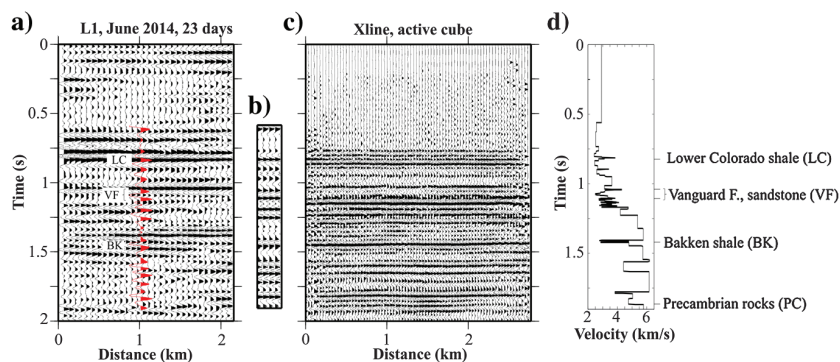 a) L1, June 2014, 23 days
0
0.5
1
1.5
2
Time (s)
LC
VF
BK
0 1 2
Distance (km)
b)
c) Xline, active cube
0 1 2
Distance (km)
d)
0
0.5
1
1.5
Time (s)
2 4 6
Velocity (km/s)
Lower Colorado shale (LC)
Vanguard F., sandstone (VF)
Bakken shale (BK)
Precambrian rocks (PC)